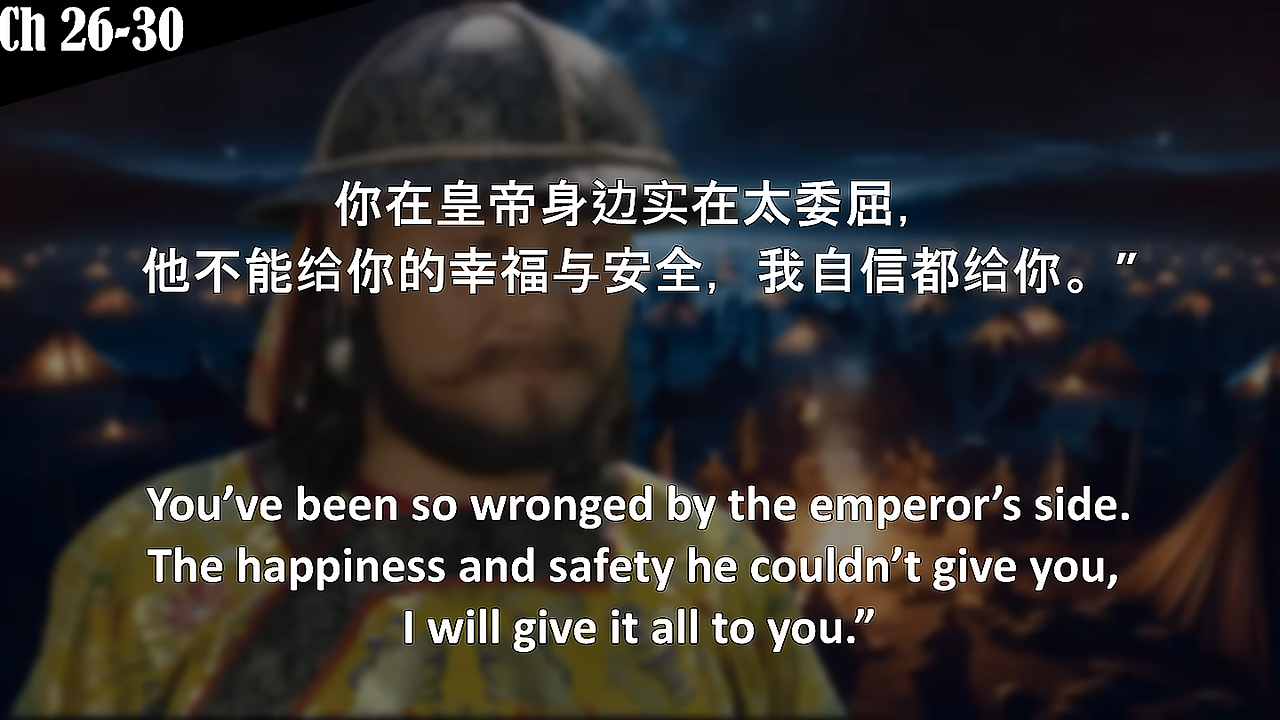 Ch 26-30
你在皇帝身边实在太委屈，
他不能给你的幸福与安全，我自信都给你。”
You’ve been so wronged by the emperor’s side.
The happiness and safety he couldn’t give you,
I will give it all to you.”